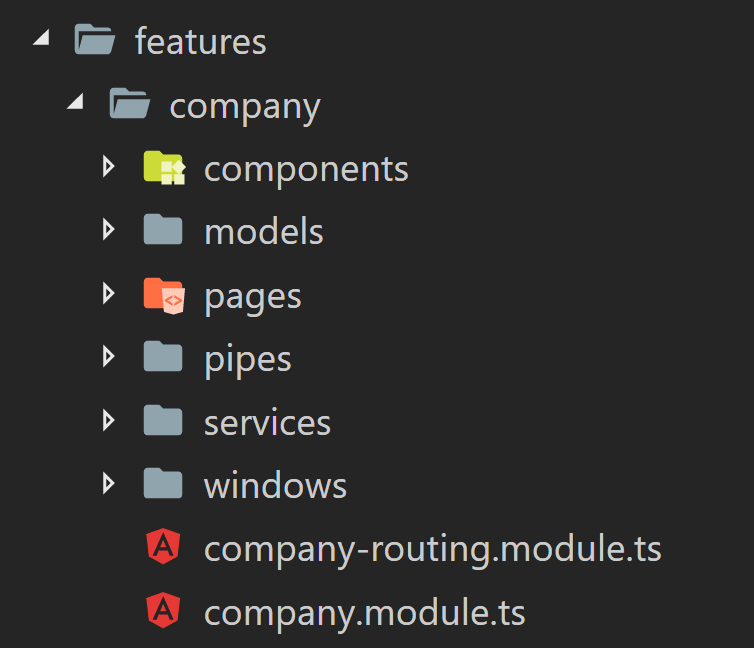 features
company
components
models
pages
pipes
services
windows
company-routing.module.ts
company.module.ts